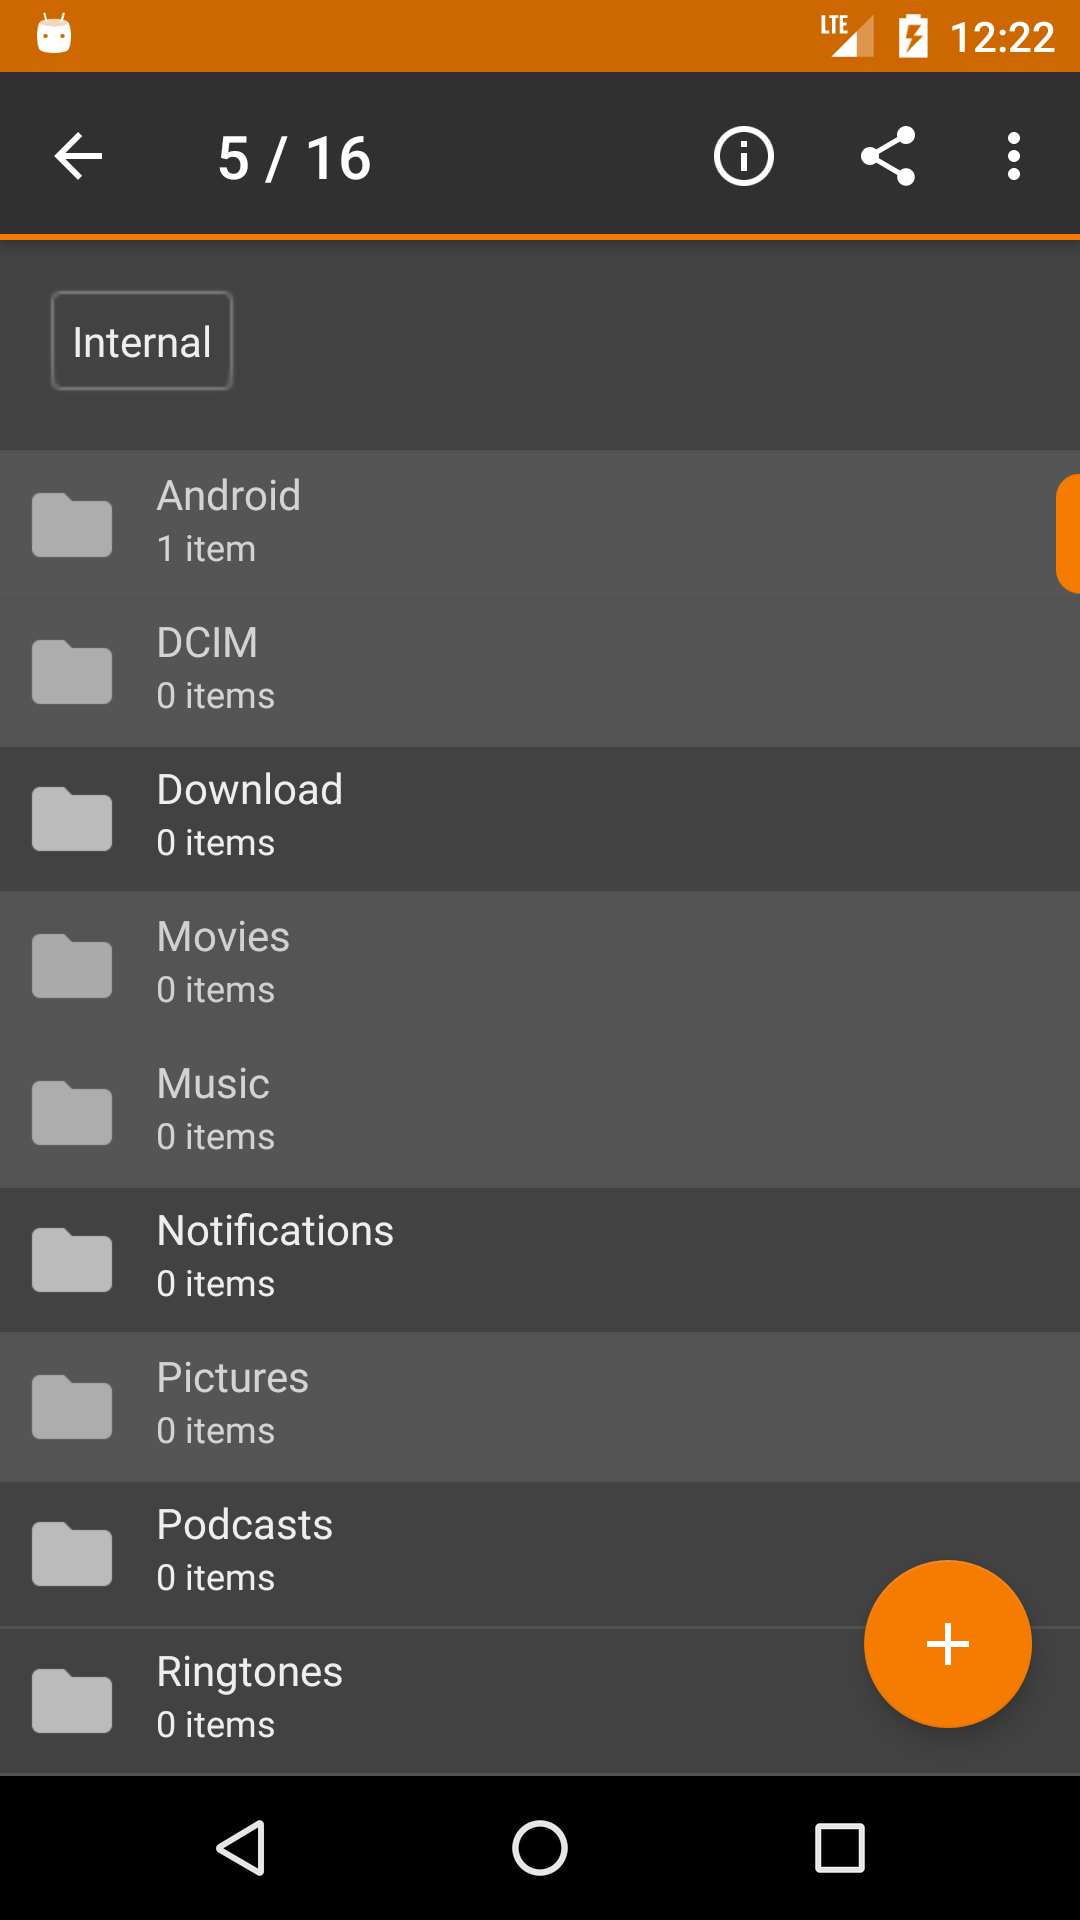 LTE 12:22
5 / 16
Internal
Android
1 item
DCIM
0 items
Download
0 items
Movies
0 items
Music
0 items
Notifications
0 items
Pictures
0 items
Podcasts
0 items
Ringtones
0 items